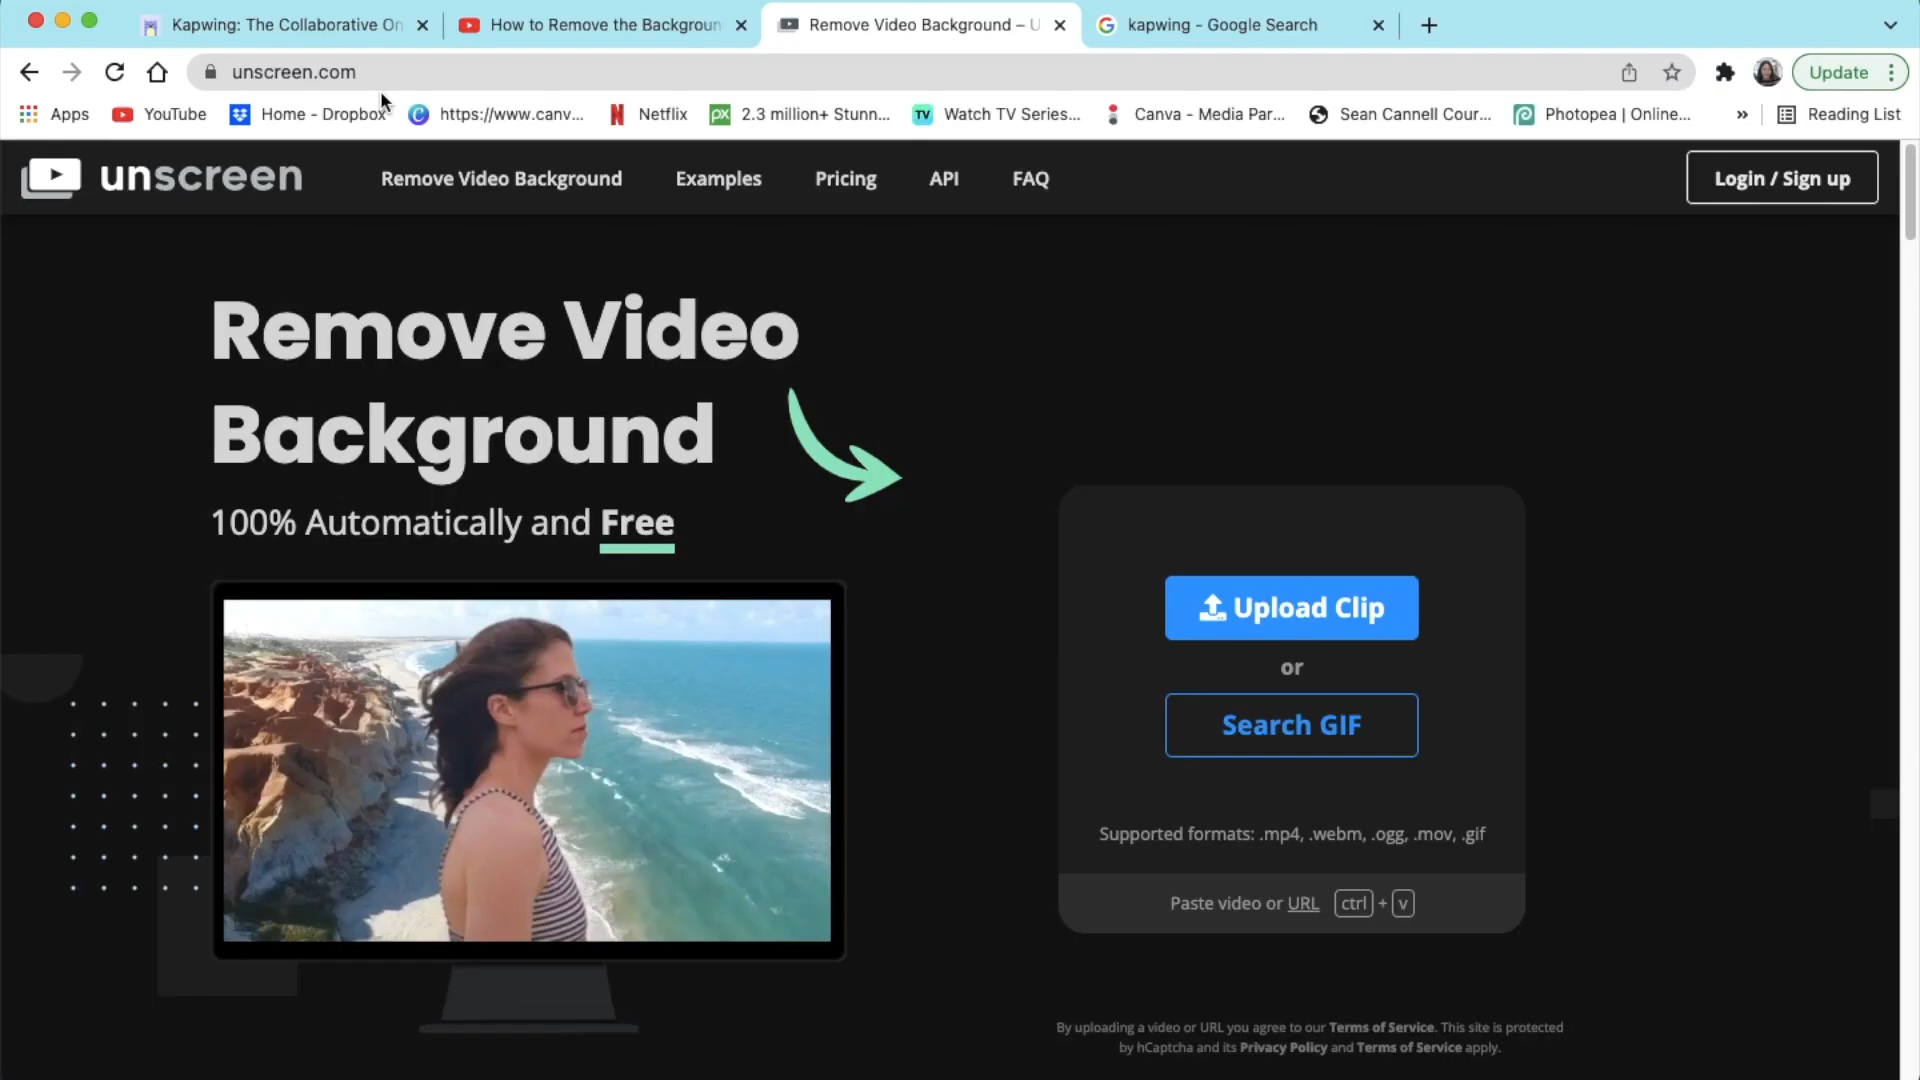 Kapwing: The Collaborative On
How to Remove the Backgroun
Remove Video Background – U
kapwing - Google Search
unscreen.com
Update
Apps
YouTube
Home - Dropbox
https://www.canv...
Netflix
2.3 million+ Stunn...
Watch TV Series...
Canva - Media Par...
Sean Cannell Cour...
Photopea | Online...
»
Reading List
unscreen
Remove Video Background
Examples
Pricing
API
FAQ
Login / Sign up
Remove Video
Background
100% Automatically and Free
Upload Clip
or
Search GIF
Supported formats: .mp4, .webm, .ogg, .mov, .gif
Paste video or URL ctrl + v
By uploading a video or URL you agree to our Terms of Service. This site is protected
by hCaptcha and its Privacy Policy and Terms of Service apply.